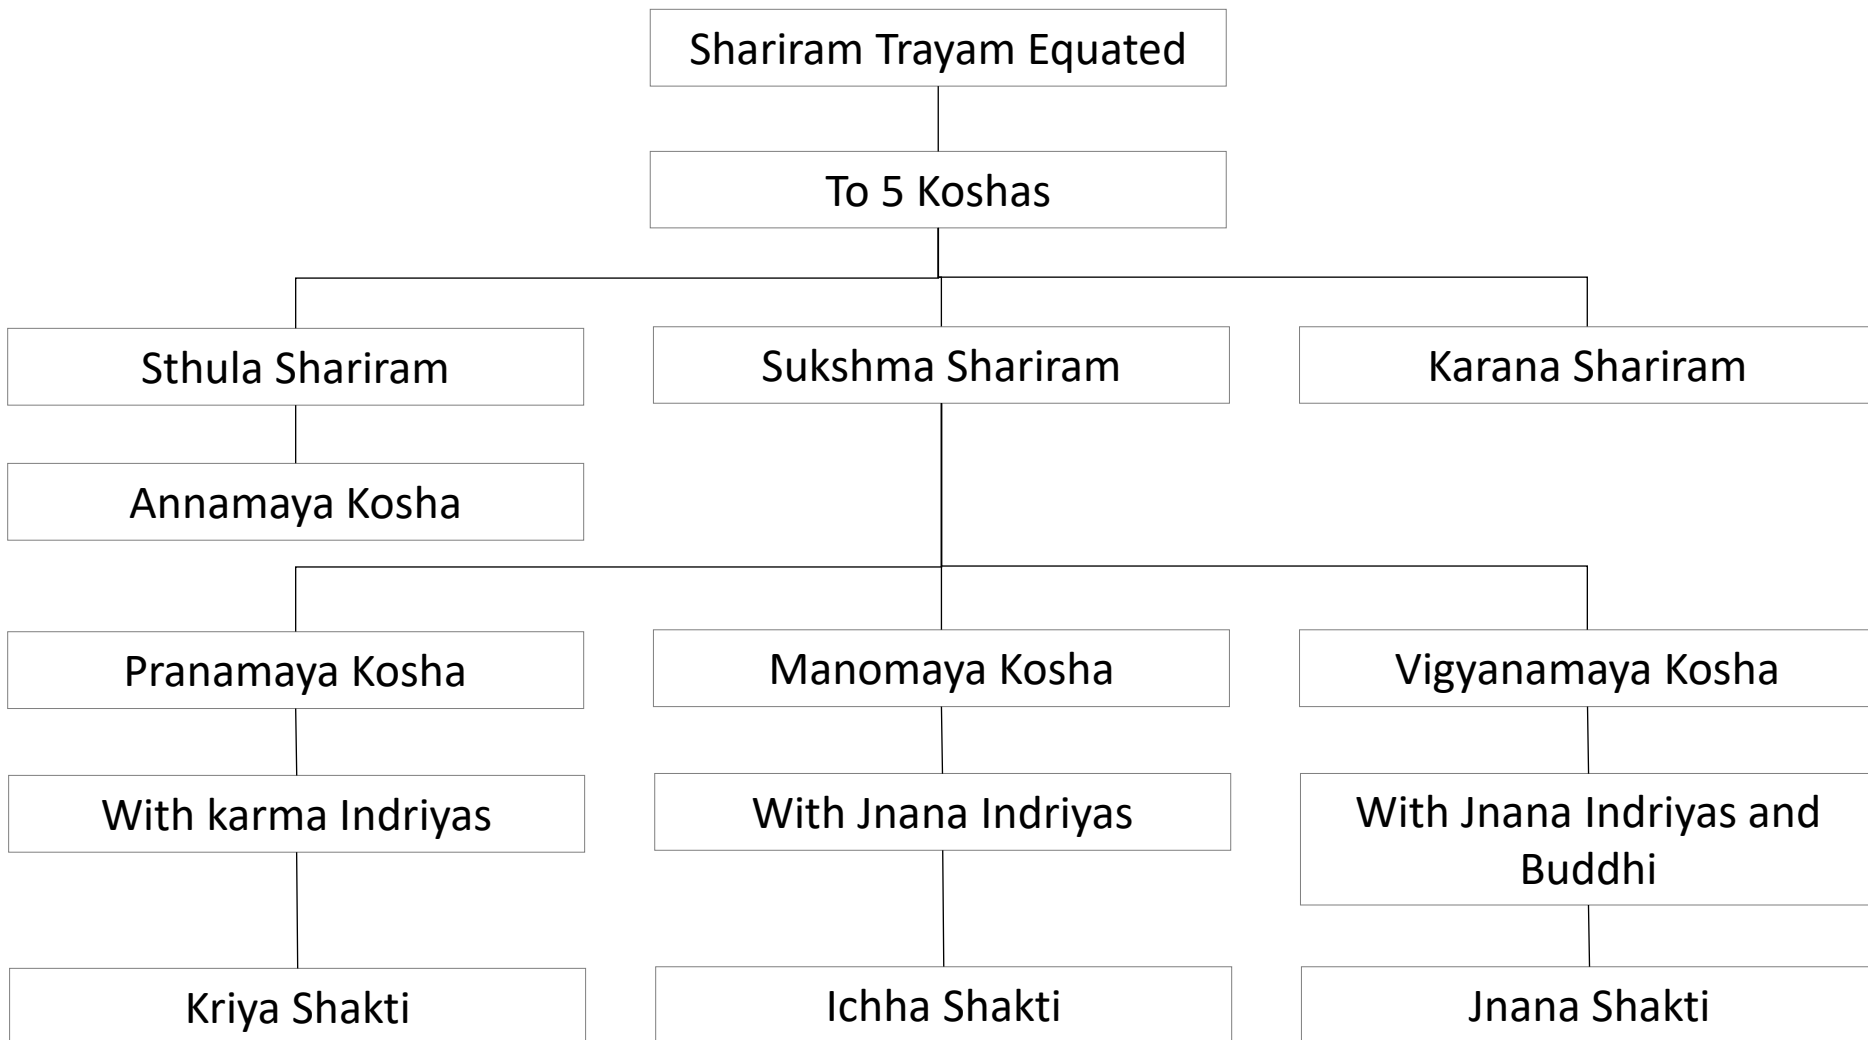 Shariram Trayam Equated
To 5 Koshas
Sthula Shariram
Sukshma Shariram
Karana Shariram
Annamaya Kosha
Pranamaya Kosha
Manomaya Kosha
Vigyanamaya Kosha
With karma Indriyas
With Jnana Indriyas
With Jnana Indriyas and
Buddhi
Kriya Shakti
Ichha Shakti
Jnana Shakti